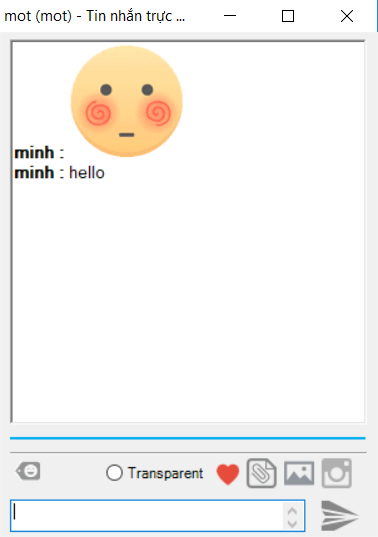 mot (mot) - Tin nhắn trực ...
minh :
minh : hello
Transparent